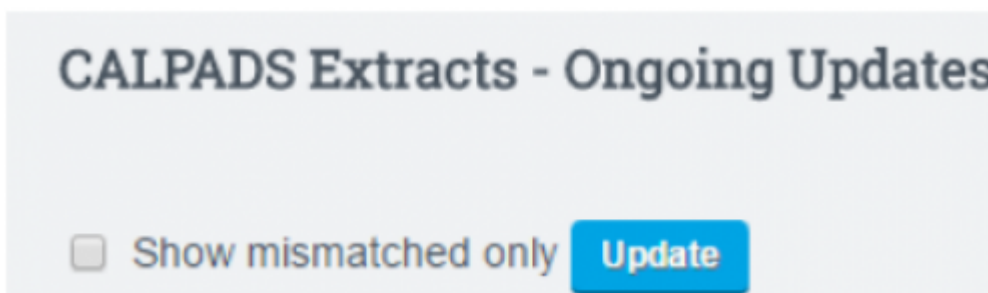 CALPADS Extracts - Ongoing Updates
Show mismatched only Update